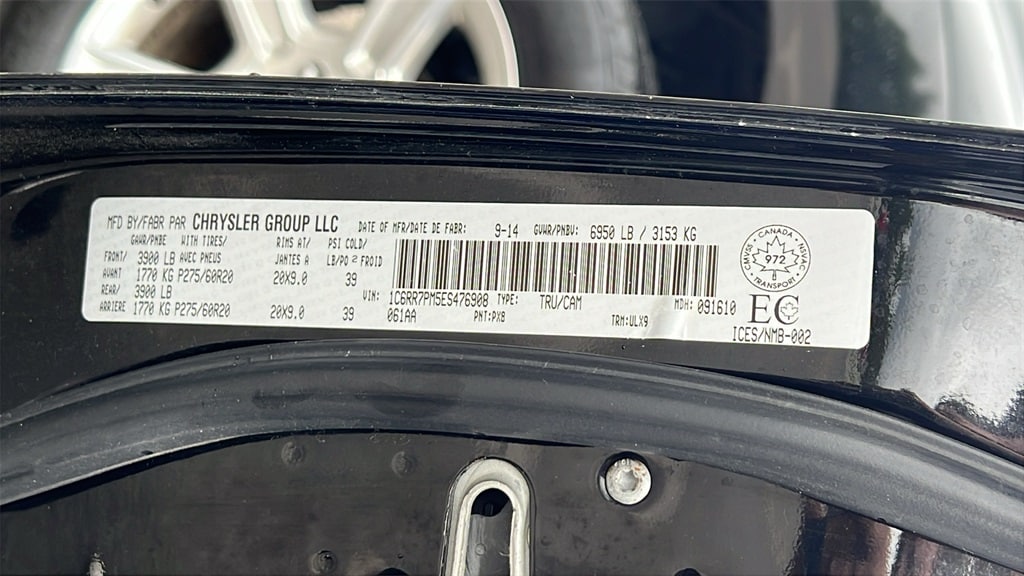 MFD BY/FABR PAR CHRYSLER GROUP LLC DATE OF MFR/DATE DE FABR: 9-14 GVWR/PNBV: 6950 LB / 3153 KG
GAWR/PNBE WITH TIRES/ RIMS AT/ PSI COLD/
FRONT/ 3900 LB AVEC PNEUS JANTES A LB/PO 2 FROID
AVANT 1770 KG P275/60R20 20X9.0 39
REAR/ 3900 LB
ARRIERE 1770 KG P275/60R20 20X9.0 39
VIN: 1C6RR7PM5ES476908 TYPE: TRU/CAM MDH: 091610
061AA PNT:PX8 TRM:ULX9
CANADA
CMVSS NSVAC
972
8
TRANSPORT
EC
ICES/NMB-002